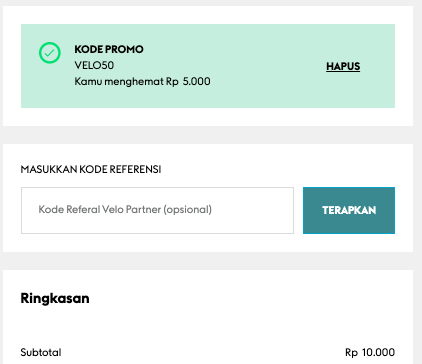 KODE PROMO
VELO50
Kamu menghemat Rp 5.000
HAPUS
MASUKKAN KODE REFERENSI
Kode Referal Velo Partner (opsional)
TERAPKAN
Ringkasan
Subtotal Rp 10.000